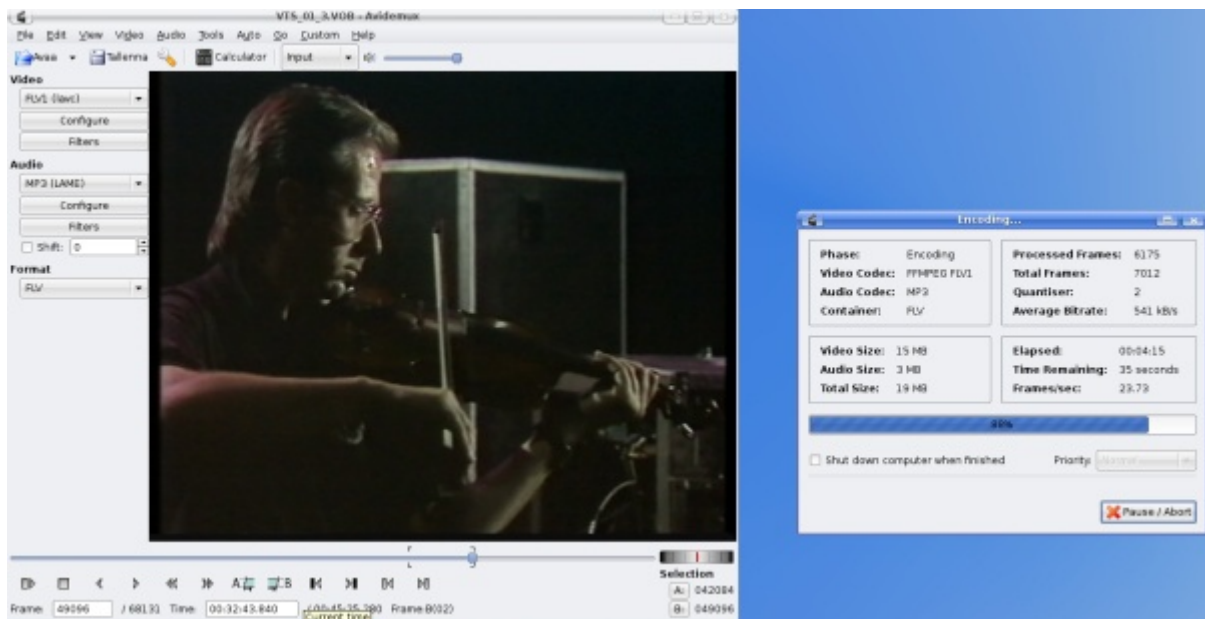 VTS_01_3.VOB - Avidemux
File Edit View Video Audio Tools Auto Go Custom Help
Avaa Tallenna Calculator Input
Video
FLV1 (lavc)
Configure
Filters
Audio
MP3 (LAME)
Configure
Filters
Shift: 0
Format
FLV
Encoding...
Phase: Encoding
Video Codec: FFMPEG FLV1
Audio Codec: MP3
Container: FLV
Processed Frames: 6175
Total Frames: 7012
Quantiser: 2
Average Bitrate: 541 kB/s
Video Size: 15 MB
Audio Size: 3 MB
Total Size: 19 MB
Elapsed: 00:04:15
Time Remaining: 35 seconds
Frames/sec: 23.73
Shut down computer when finished Priority:
Pause / Abort
Selection
A: 042084
B: 049096
Frame: 49096 / 68131 Time: 00:32:43.840 Frame-B(02)
Current time